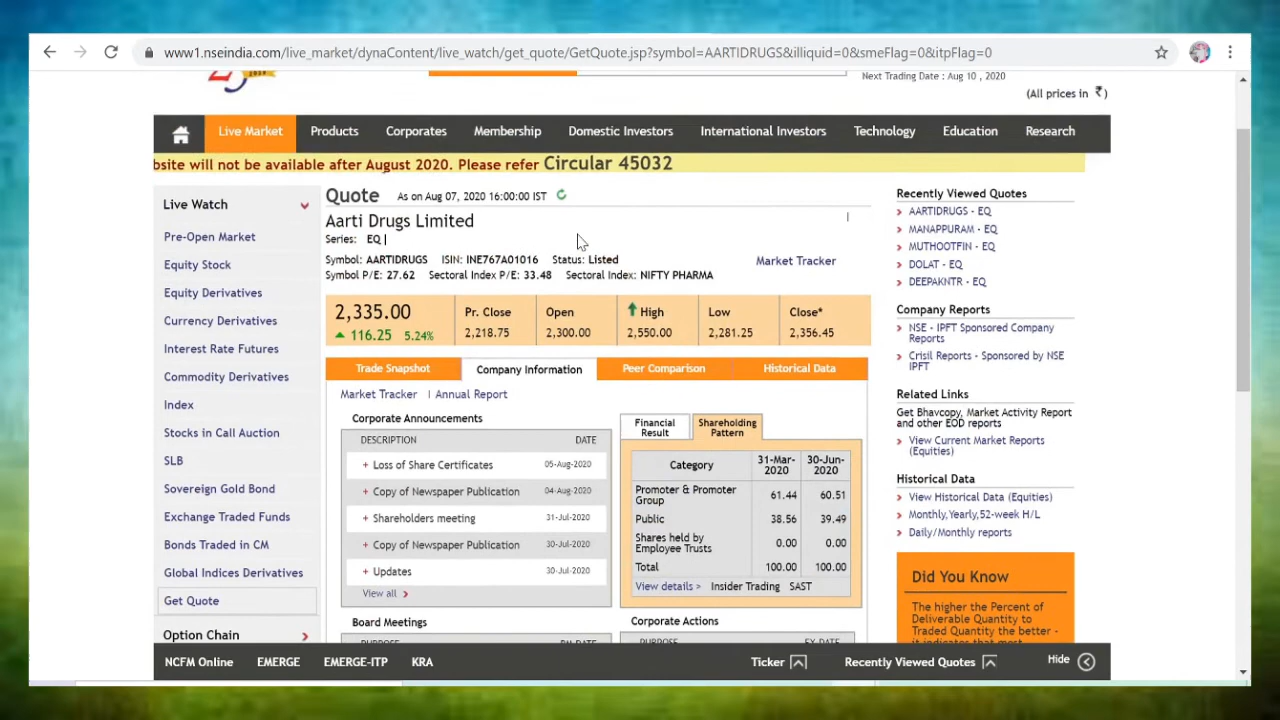 www1.nseindia.com/live_market/dynaContent/live_watch/get_quote/GetQuote.jsp?symbol=AARTIDRUGS&illiquid=0&smeFlag=0&itpFlag=0
Next Trading Date : Aug 10 , 2020
(All prices in ₹)
Live Market Products Corporates Membership Domestic Investors International Investors Technology Education Research
bsite will not be available after August 2020. Please refer Circular 45032
Live Watch
Pre-Open Market
Equity Stock
Equity Derivatives
Currency Derivatives
Interest Rate Futures
Commodity Derivatives
Index
Stocks in Call Auction
SLB
Sovereign Gold Bond
Exchange Traded Funds
Bonds Traded in CM
Global Indices Derivatives
Get Quote
Option Chain
Quote As on Aug 07, 2020 16:00:00 IST
Aarti Drugs Limited
Series: EQ |
Symbol: AARTIDRUGS ISIN: INE767A01016 Status: Listed
Market Tracker
Symbol P/E: 27.62 Sectoral Index P/E: 33.48 Sectoral Index: NIFTY PHARMA
2,335.00 Pr. Close Open High Low Close*
116.25 5.24% 2,218.75 2,300.00 2,550.00 2,281.25 2,356.45
Trade Snapshot Company Information Peer Comparison Historical Data
Market Tracker | Annual Report
Corporate Announcements
DESCRIPTION DATE
+ Loss of Share Certificates 05-Aug-2020
+ Copy of Newspaper Publication 04-Aug-2020
+ Shareholders meeting 31-Jul-2020
+ Copy of Newspaper Publication 30-Jul-2020
+ Updates 30-Jul-2020
View all >
Board Meetings
Financial Result
Shareholding Pattern
Category 31-Mar-2020 30-Jun-2020
Promoter & Promoter Group 61.44 60.51
Public 38.56 39.49
Shares held by Employee Trusts 0.00 0.00
Total 100.00 100.00
View details > Insider Trading SAST
Corporate Actions
Recently Viewed Quotes
AARTIDRUGS - EQ
MANAPPURAM - EQ
MUTHOOTFIN - EQ
DOLAT - EQ
DEEPAKNTR - EQ
Company Reports
NSE - IPFT Sponsored Company
Reports
Crisil Reports - Sponsored by NSE
IPFT
Related Links
Get Bhavcopy, Market Activity Report
and other EOD reports
View Current Market Reports
(Equities)
Historical Data
View Historical Data (Equities)
Monthly,Yearly,52-week H/L
Daily/Monthly reports
Did You Know
The higher the Percent of
Deliverable Quantity to
Traded Quantity the better -
NCFM Online EMERGE EMERGE-ITP KRA Ticker Recently Viewed Quotes Hide